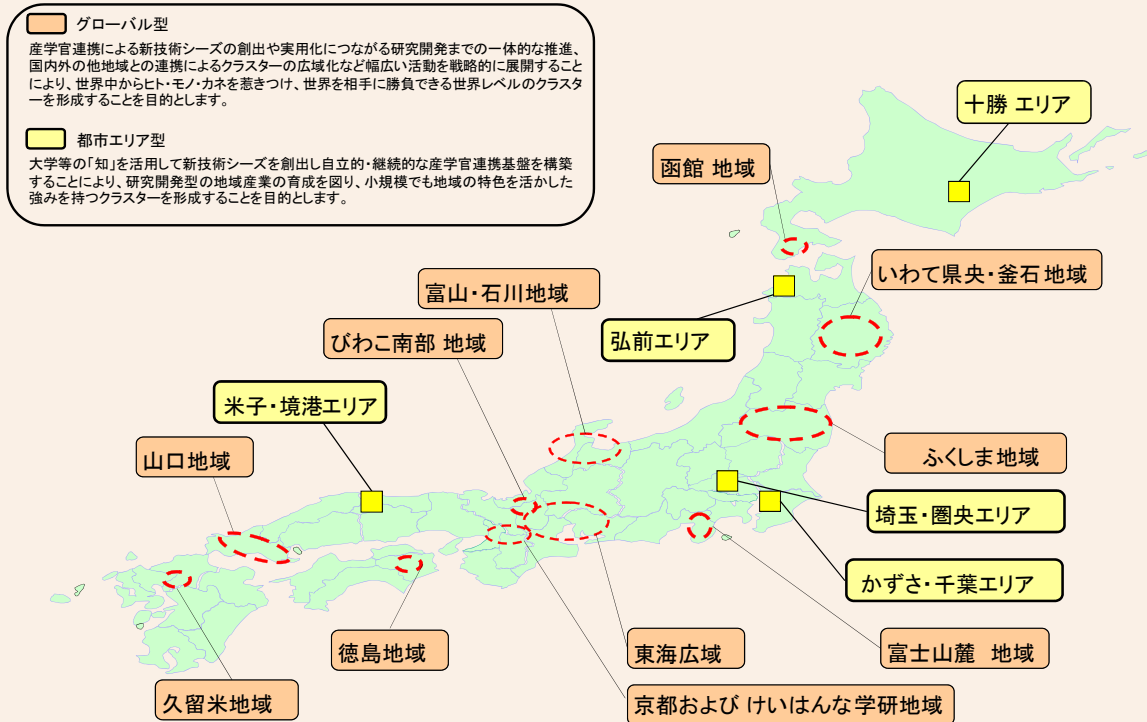 グローバル型
産学官連携による新技術シーズの創出や実用化につながる研究開発までの一体的な推進、
国内外の他地域との連携によるクラスターの広域化など幅広い活動を戦略的に展開すること
により、世界中からヒト・モノ・カネを惹きつけ、世界を相手に勝負できる世界レベルのクラスタ
ーを形成することを目的とします。
都市エリア型
大学等の「知」を活用して新技術シーズを創出し自立的・継続的な産学官連携基盤を構築
することにより、研究開発型の地域産業の育成を図り、小規模でも地域の特色を活かした
強みを持つクラスターを形成することを目的とします。
十勝 エリア
函館 地域
いわて県央・釜石 地域
富山・石川地域
びわこ南部 地域
弘前エリア
米子・境港エリア
山口地域
ふくしま地域
埼玉・圏央エリア
かずさ・千葉エリア
徳島地域
東海広域
富士山麓 地域
久留米地域
京都および けいはんな学研地域